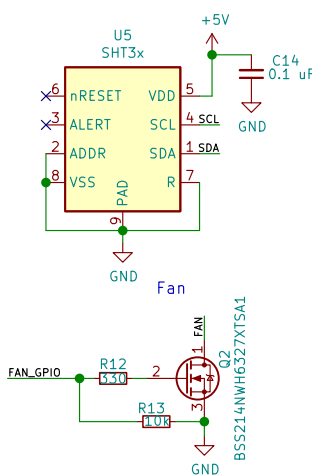 +5V
U5
SHT3x
C14
0.1 uF
6 nRESET VDD 5
3 ALERT SCL 4 SCL
2 ADDR SDA 1 SDA
8 VSS R 7
PAD
9
GND
GND
Fan
FAN
1
FAN_GPIO
R12
330
2
Q2
BSS214NWH6327XTSA1
R13
10k
3
GND